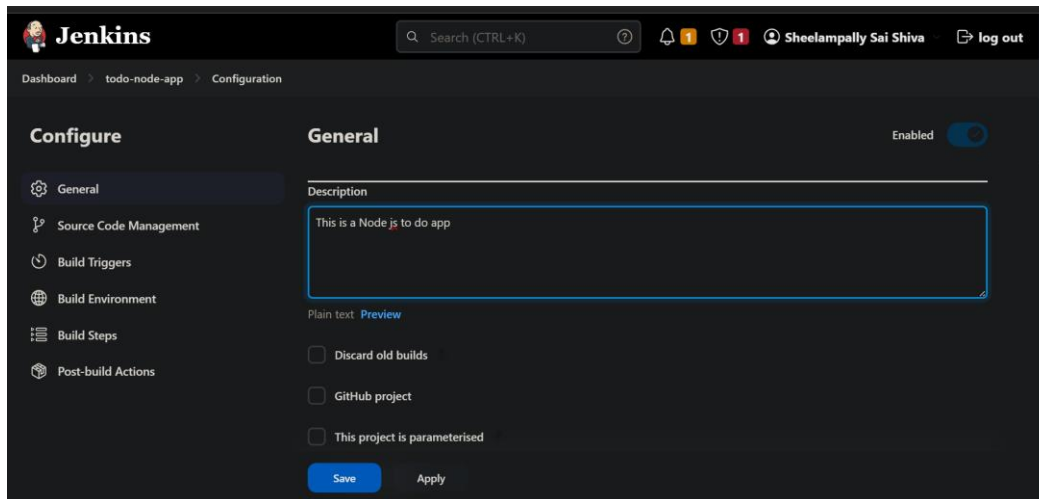 Jenkins
Search (CTRL+K)
1
1
Sheelampally Sai Shiva
log out
Dashboard > todo-node-app > Configuration
Configure
General
Source Code Management
Build Triggers
Build Environment
Build Steps
Post-build Actions
General
Enabled
Description
This is a Node js to do app
Plain text Preview
Discard old builds
GitHub project
This project is parameterised
Save
Apply